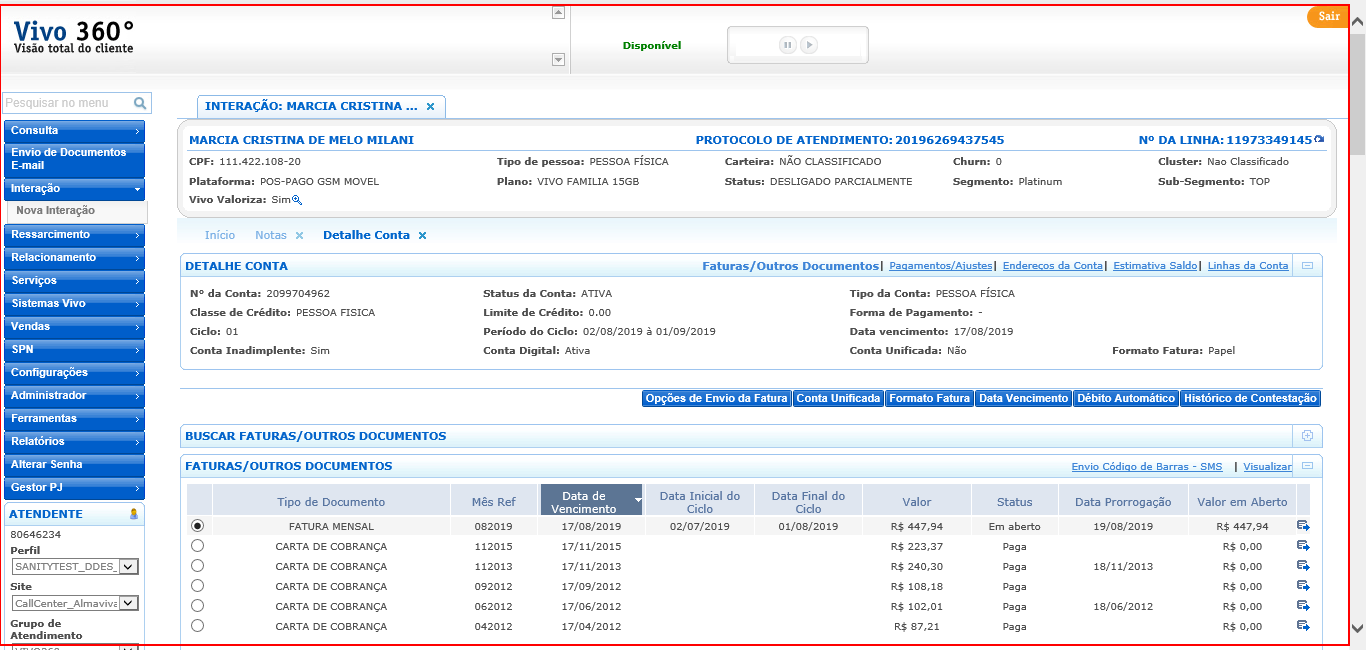 Vivo 360°
Visão total do cliente
Disponível
Sair
Pesquisar no menu
Consulta
Envio de Documentos
E-mail
Interação
Nova Interação
Ressarcimento
Relacionamento
Serviços
Sistemas Vivo
Vendas
SPN
Configurações
Administrador
Ferramentas
Relatórios
Alterar Senha
Gestor PJ
ATENDENTE
80646234
Perfil
SANITYTEST_DDES_
Site
CallCenter_Almaviva
Grupo de
Atendimento
VIVO360
INTERAÇÃO: MARCIA CRISTINA ... ×
MARCIA CRISTINA DE MELO MILANI PROTOCOLO DE ATENDIMENTO: 20196269437545 Nº DA LINHA: 11973349145
CPF: 111.422.108-20 Tipo de pessoa: PESSOA FÍSICA Carteira: NÃO CLASSIFICADO Churn: 0 Cluster: Nao Classificado
Plataforma: POS-PAGO GSM MOVEL Plano: VIVO FAMILIA 15GB Status: DESLIGADO PARCIALMENTE Segmento: Platinum Sub-Segmento: TOP
Vivo Valoriza: Sim
Início Notas × Detalhe Conta ×
DETALHE CONTA Faturas/Outros Documentos| Pagamentos/Ajustes| Endereços da Conta| Estimativa Saldo| Linhas da Conta
Nº da Conta: 2099704962 Status da Conta: ATIVA Tipo da Conta: PESSOA FÍSICA
Classe de Crédito: PESSOA FISICA Limite de Crédito: 0.00 Forma de Pagamento: -
Ciclo: 01 Período do Ciclo: 02/08/2019 à 01/09/2019 Data vencimento: 17/08/2019
Conta Inadimplente: Sim Conta Digital: Ativa Conta Unificada: Não Formato Fatura: Papel
Opções de Envio da Fatura Conta Unificada Formato Fatura Data Vencimento Débito Automático Histórico de Contestação
BUSCAR FATURAS/OUTROS DOCUMENTOS
FATURAS/OUTROS DOCUMENTOS Envio Código de Barras - SMS | Visualizar
Tipo de Documento Mês Ref Data de Vencimento Data Inicial do Ciclo Data Final do Ciclo Valor Status Data Prorrogação Valor em Aberto
FATURA MENSAL 082019 17/08/2019 02/07/2019 01/08/2019 R$ 447,94 Em aberto 19/08/2019 R$ 447,94
CARTA DE COBRANÇA 112015 17/11/2015 R$ 223,37 Paga R$ 0,00
CARTA DE COBRANÇA 112013 17/11/2013 R$ 240,30 Paga 18/11/2013 R$ 0,00
CARTA DE COBRANÇA 092012 17/09/2012 R$ 108,18 Paga R$ 0,00
CARTA DE COBRANÇA 062012 17/06/2012 R$ 102,01 Paga 18/06/2012 R$ 0,00
CARTA DE COBRANÇA 042012 17/04/2012 R$ 87,21 Paga R$ 0,00